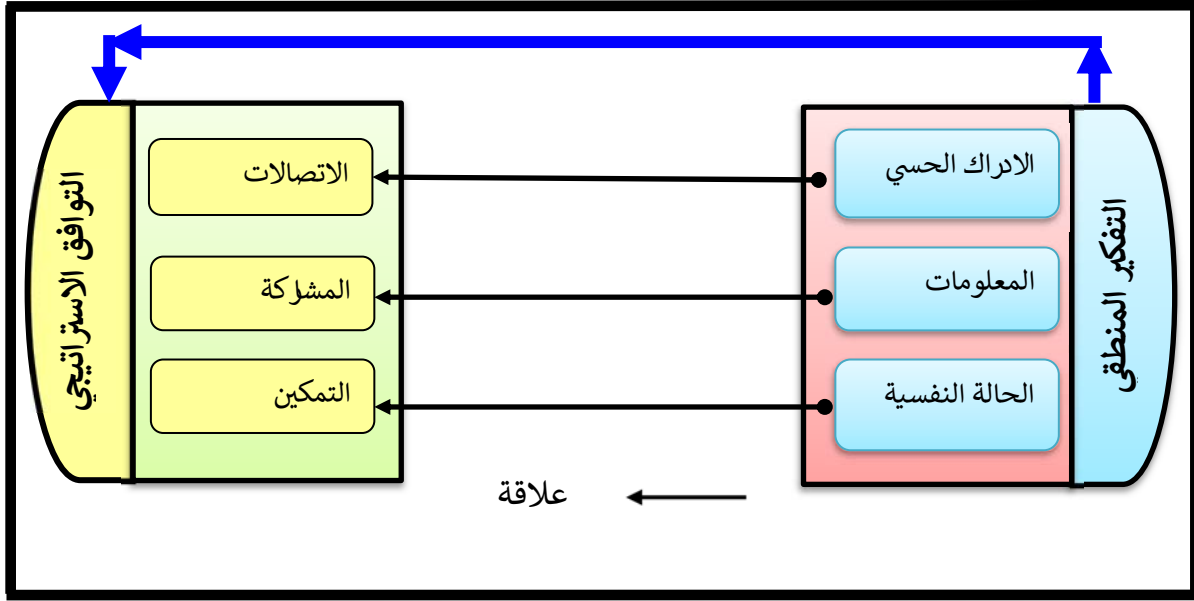 التفكير المنطقي
الادراك الحسي
المعلومات
الحالة النفسية
الاتصالات
المشاركة
التمكين
التوافق الاستراتيجي
علاقة